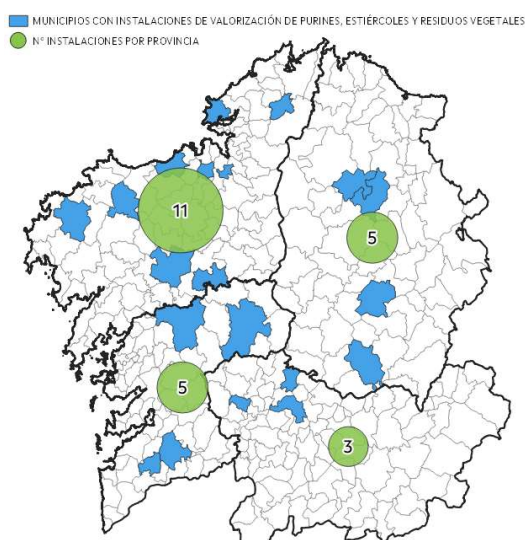 MUNICIPIOS CON INSTALACIONES DE VALORIZACIÓN DE PURINES, ESTIÉRCOLES Y RESIDUOS VEGETALES
Nº INSTALACIONES POR PROVINCIA
11
5
5
3